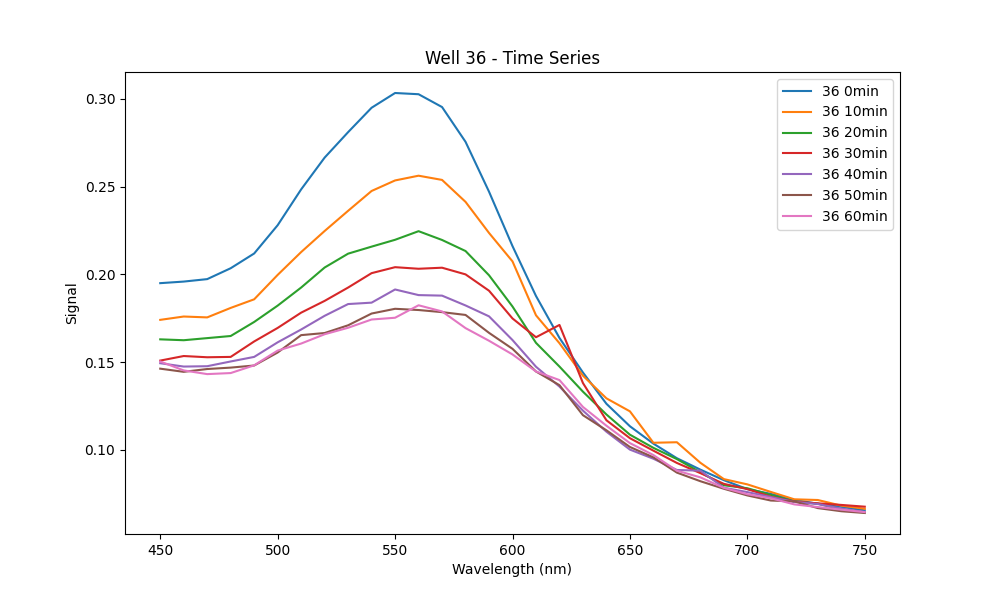 Well 36 - Time Series
Signal
0.30
0.25
0.20
0.15
0.10
36 0min
36 10min
36 20min
36 30min
36 40min
36 50min
36 60min
450 500 550 600 650 700 750
Wavelength (nm)